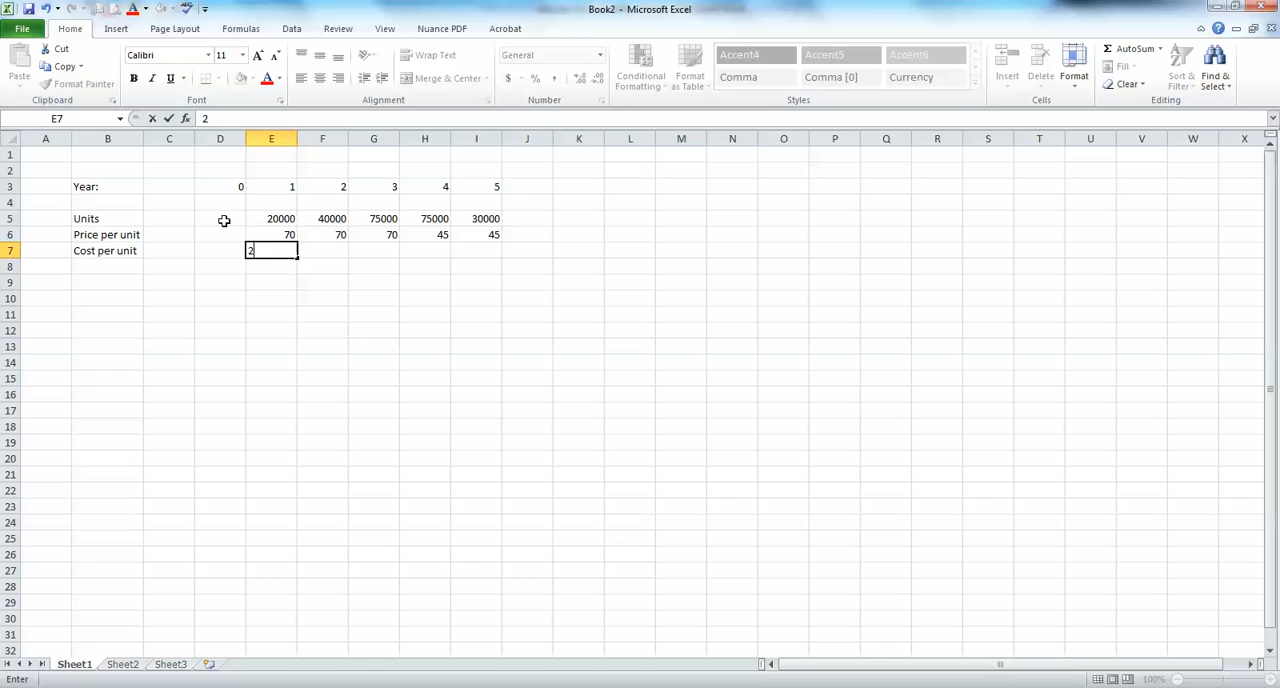 Book2 - Microsoft Excel
File Home Insert Page Layout Formulas Data Review View Nuance PDF Acrobat
Cut
Copy
Format Painter
Paste
Calibri 11
B I U
Wrap Text
Merge & Center
General
$ % ,
Conditional Formatting
Format as Table
Accent4 Accent5 Accent6
Comma Comma [0] Currency
Insert Delete Format
AutoSum
Fill
Clear
Sort & Filter
Find & Select
Clipboard Font Alignment Number Styles Cells Editing
E7 fx 2
A B C D E F G H I J K L M N O P Q R S T U V W X
1
2
3 Year: 0 1 2 3 4 5
4
5 Units 20000 40000 75000 75000 30000
6 Price per unit 70 70 70 45 45
7 Cost per unit 2
8
9
10
11
12
13
14
15
16
17
18
19
20
21
22
23
24
25
26
27
28
29
30
31
32
Sheet1 Sheet2 Sheet3
Enter 100%